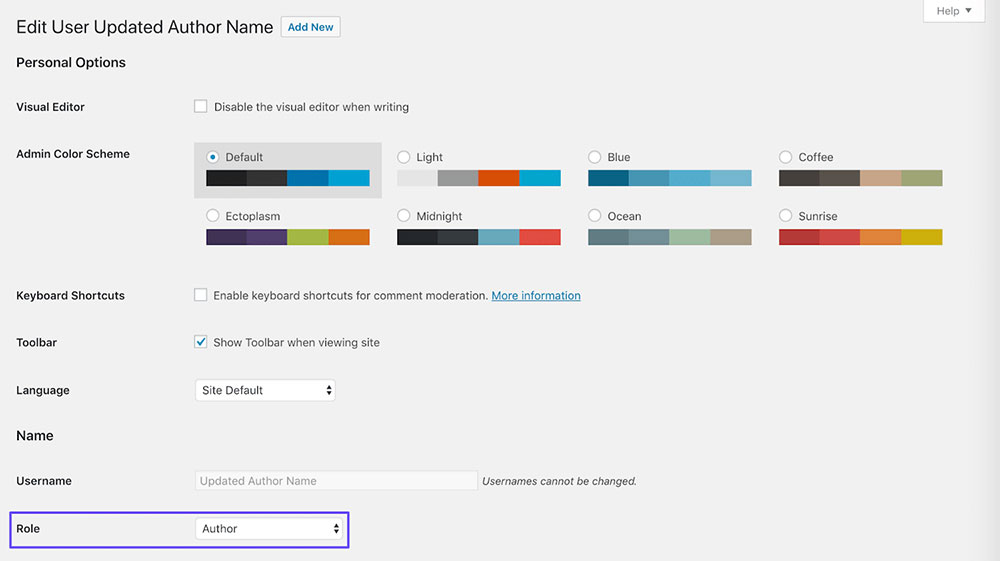 Help ▼
Edit User Updated Author Name Add New
Personal Options
Visual Editor Disable the visual editor when writing
Admin Color Scheme Default Light Blue Coffee
Ectoplasm Midnight Ocean Sunrise
Keyboard Shortcuts Enable keyboard shortcuts for comment moderation. More information
Toolbar Show Toolbar when viewing site
Language Site Default
Name
Username Updated Author Name Usernames cannot be changed.
Role Author